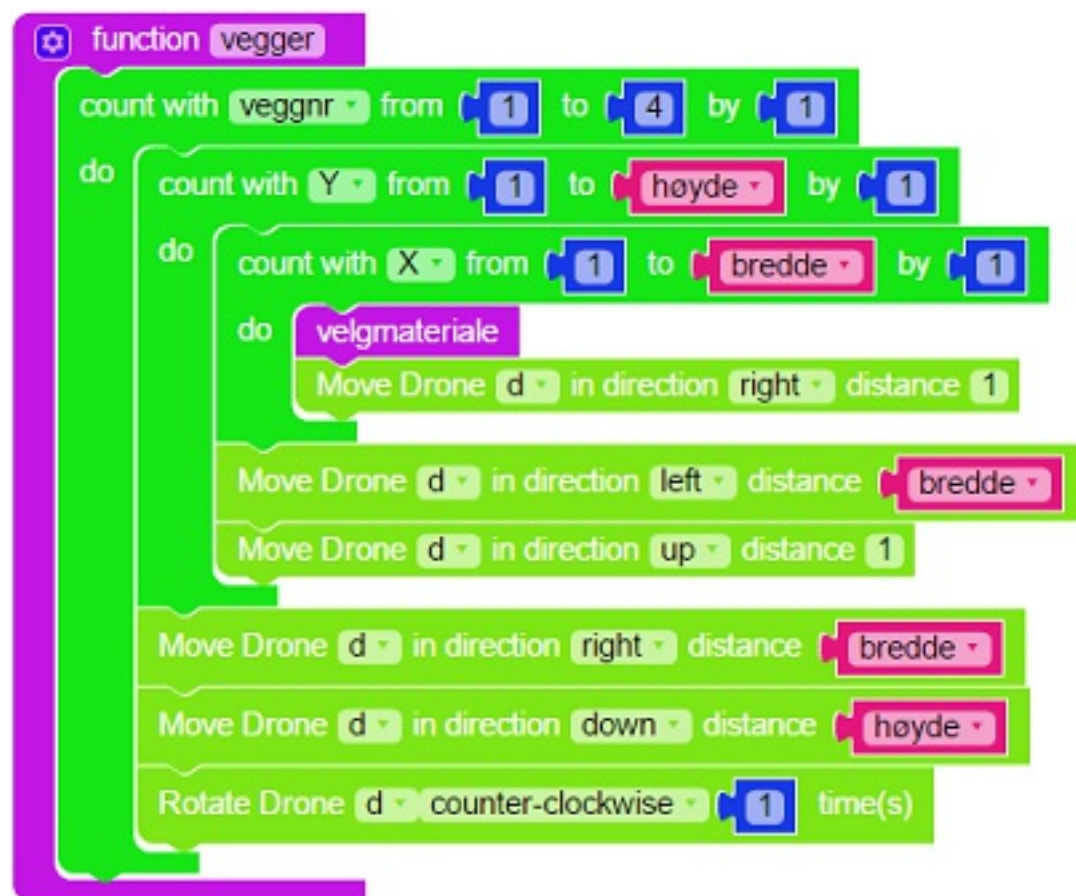 function vegger
count with veggnr from 1 to 4 by 1
do count with Y from 1 to høyde by 1
do count with X from 1 to bredde by 1
do velgmateriale
Move Drone d in direction right distance 1
Move Drone d in direction left distance bredde
Move Drone d in direction up distance 1
Move Drone d in direction right distance bredde
Move Drone d in direction down distance høyde
Rotate Drone d counter-clockwise 1 time(s)